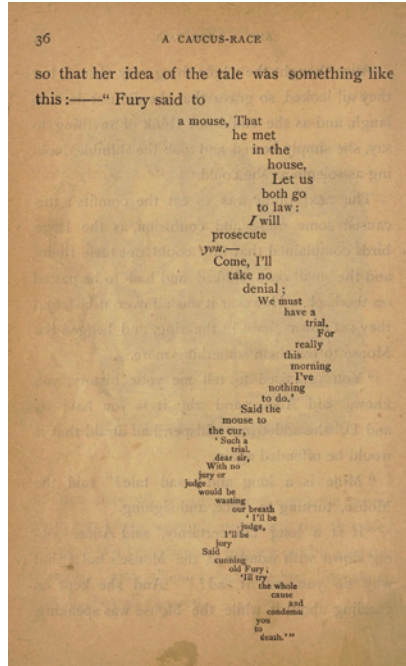 36
A CAUCUS-RACE
so that her idea of the tale was something like
this:——“ Fury said to
a mouse, That
he met
in the
house,
Let us
both go
to law:
I will
prosecute
you.—
Come, I'll
take no
denial;
We must
have a
trial.
For
really
this
morning
I've
nothing
to do.'
Said the
mouse to
the cur,
‘ Such a
trial,
dear sir,
With no
jury or
judge,
would be
wasting
our breath
‘ I'll be
judge,
I'll be
jury
Said
cunning
old Fury;
‘I'll try
the whole
cause
and
condemn
you
to
death.’”